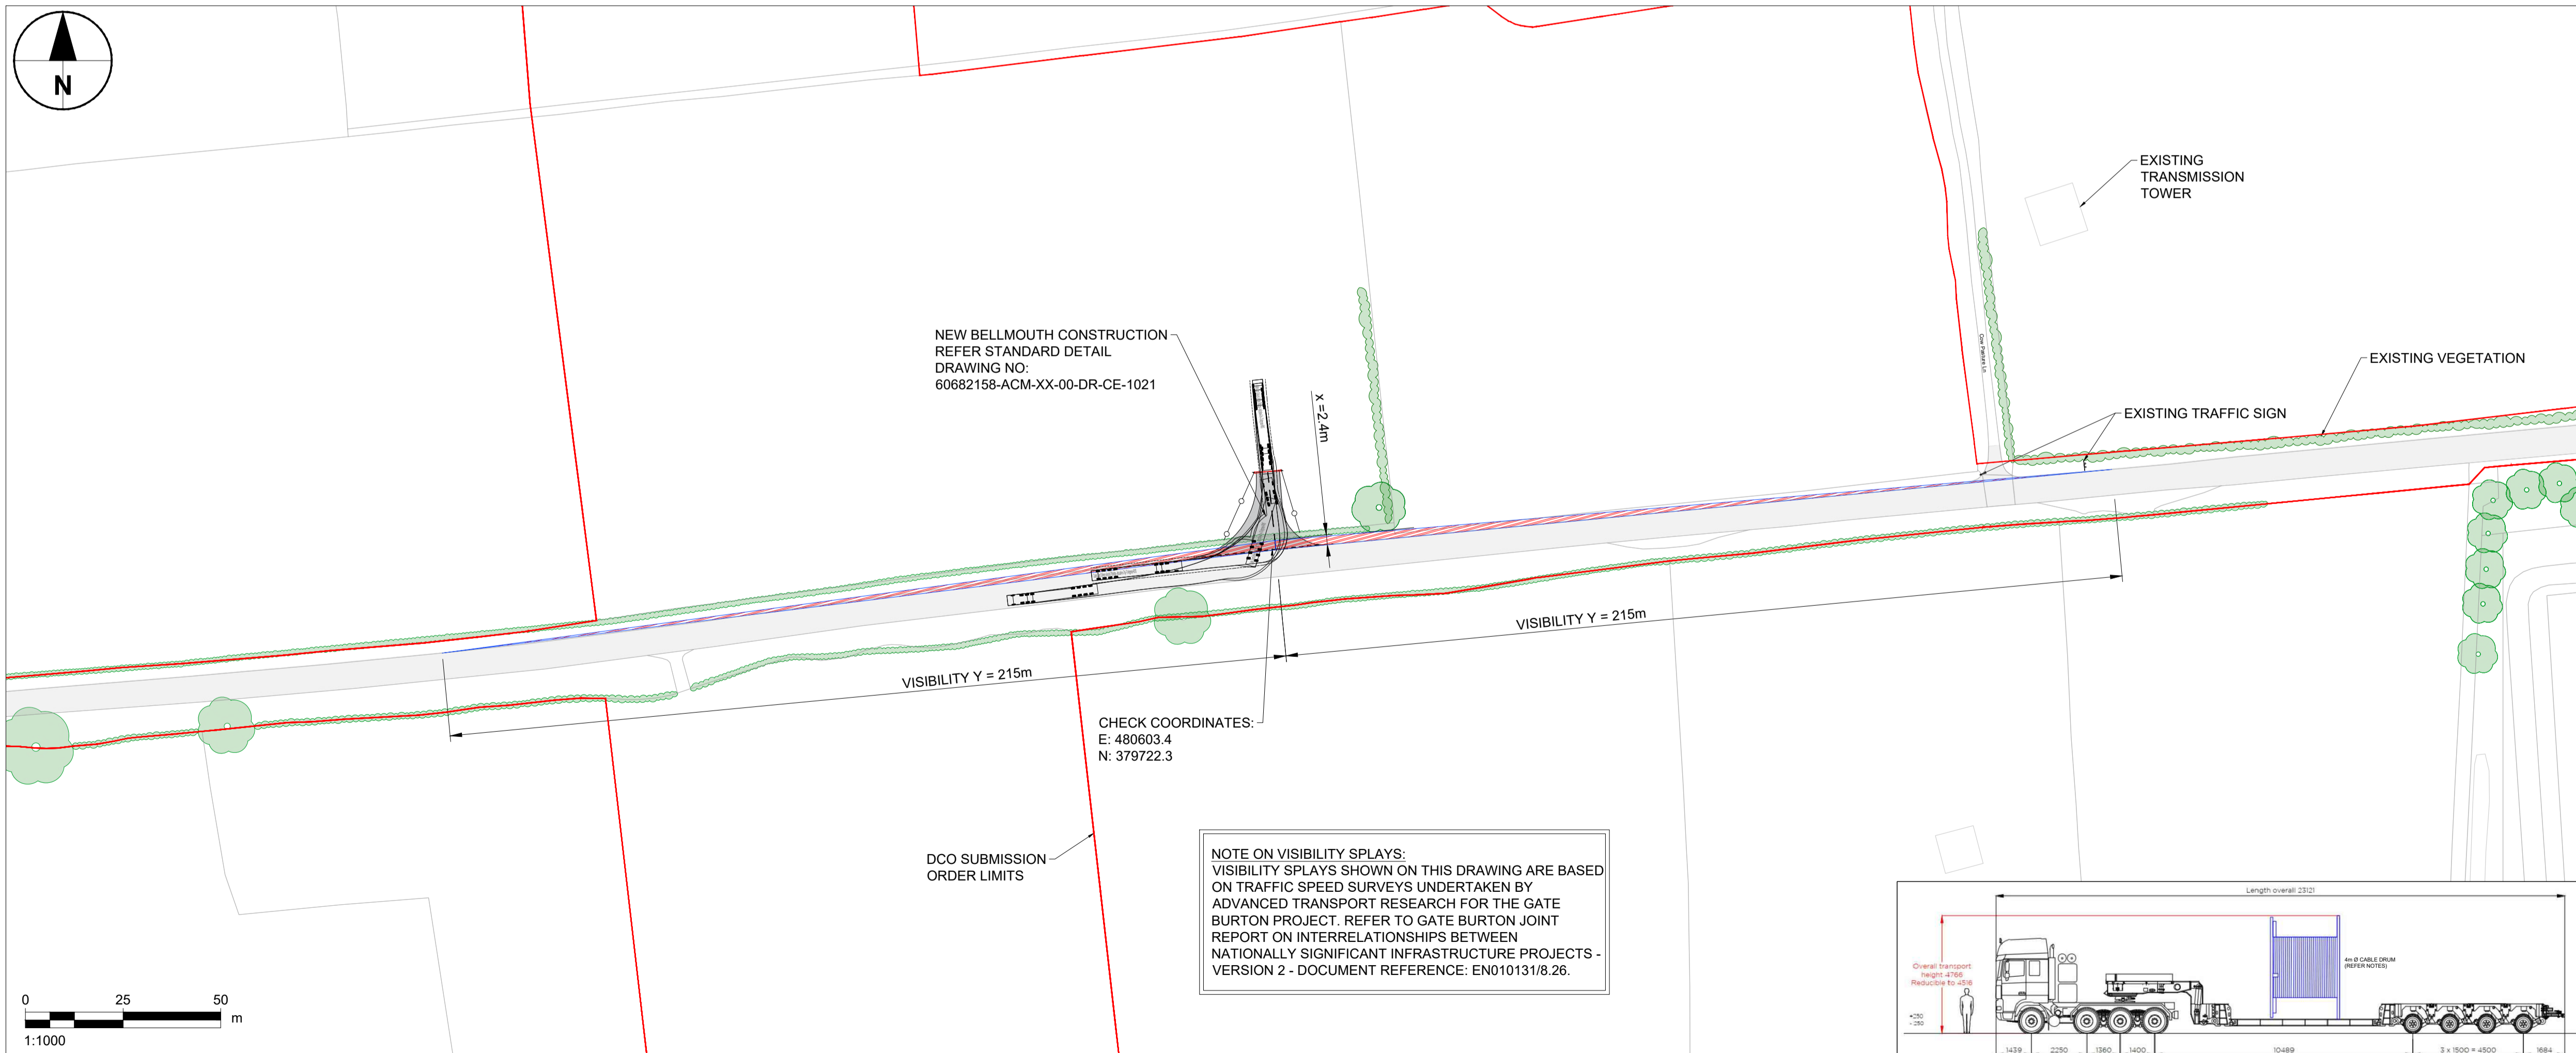 N
EXISTING
TRANSMISSION
TOWER
NEW BELLMOUTH CONSTRUCTION
REFER STANDARD DETAIL
DRAWING NO:
60682158-ACM-XX-00-DR-CE-1021
x =2.4m
Cow Pasture Ln
EXISTING VEGETATION
EXISTING TRAFFIC SIGN
VISIBILITY Y = 215m
VISIBILITY Y = 215m
CHECK COORDINATES:
E: 480603.4
N: 379722.3
DCO SUBMISSION
ORDER LIMITS
NOTE ON VISIBILITY SPLAYS:
VISIBILITY SPLAYS SHOWN ON THIS DRAWING ARE BASED
ON TRAFFIC SPEED SURVEYS UNDERTAKEN BY
ADVANCED TRANSPORT RESEARCH FOR THE GATE
BURTON PROJECT. REFER TO GATE BURTON JOINT
REPORT ON INTERRELATIONSHIPS BETWEEN
NATIONALLY SIGNIFICANT INFRASTRUCTURE PROJECTS -
VERSION 2 - DOCUMENT REFERENCE: EN010131/8.26.
0 25 50
m
1:1000
Length overall 23121
Overall transport
height 4766
Reducible to 4516
4m Ø CABLE DRUM
(REFER NOTES)
+250
- 250
1439 2250 1360 1400 10489 3 x 1500 = 4500 1684